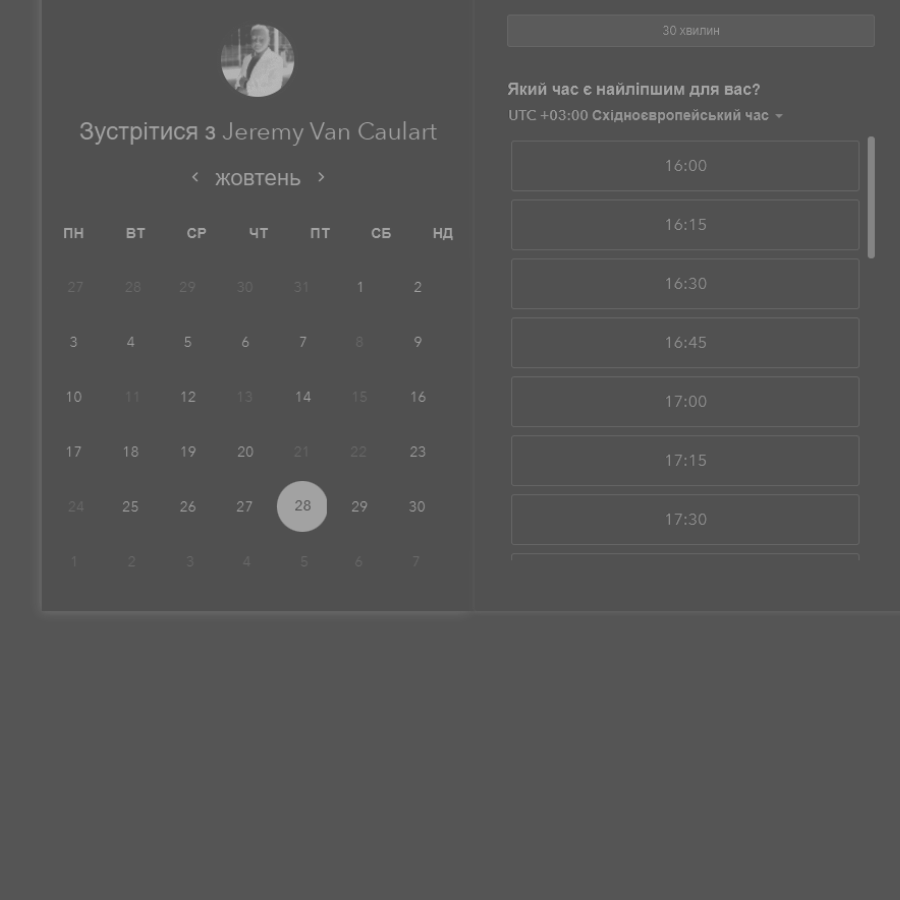 Зустрітися з Jeremy Van Caulart
жовтень
ПН ВТ СР ЧТ ПТ СБ НД
27 28 29 30 31 1 2
3 4 5 6 7 8 9
10 11 12 13 14 15 16
17 18 19 20 21 22 23
24 25 26 27 28 29 30
1 2 3 4 5 6 7
30 хвилин
Який час є найліпшим для вас?
UTC +03:00 Східноєвропейський час
16:00
16:15
16:30
16:45
17:00
17:15
17:30